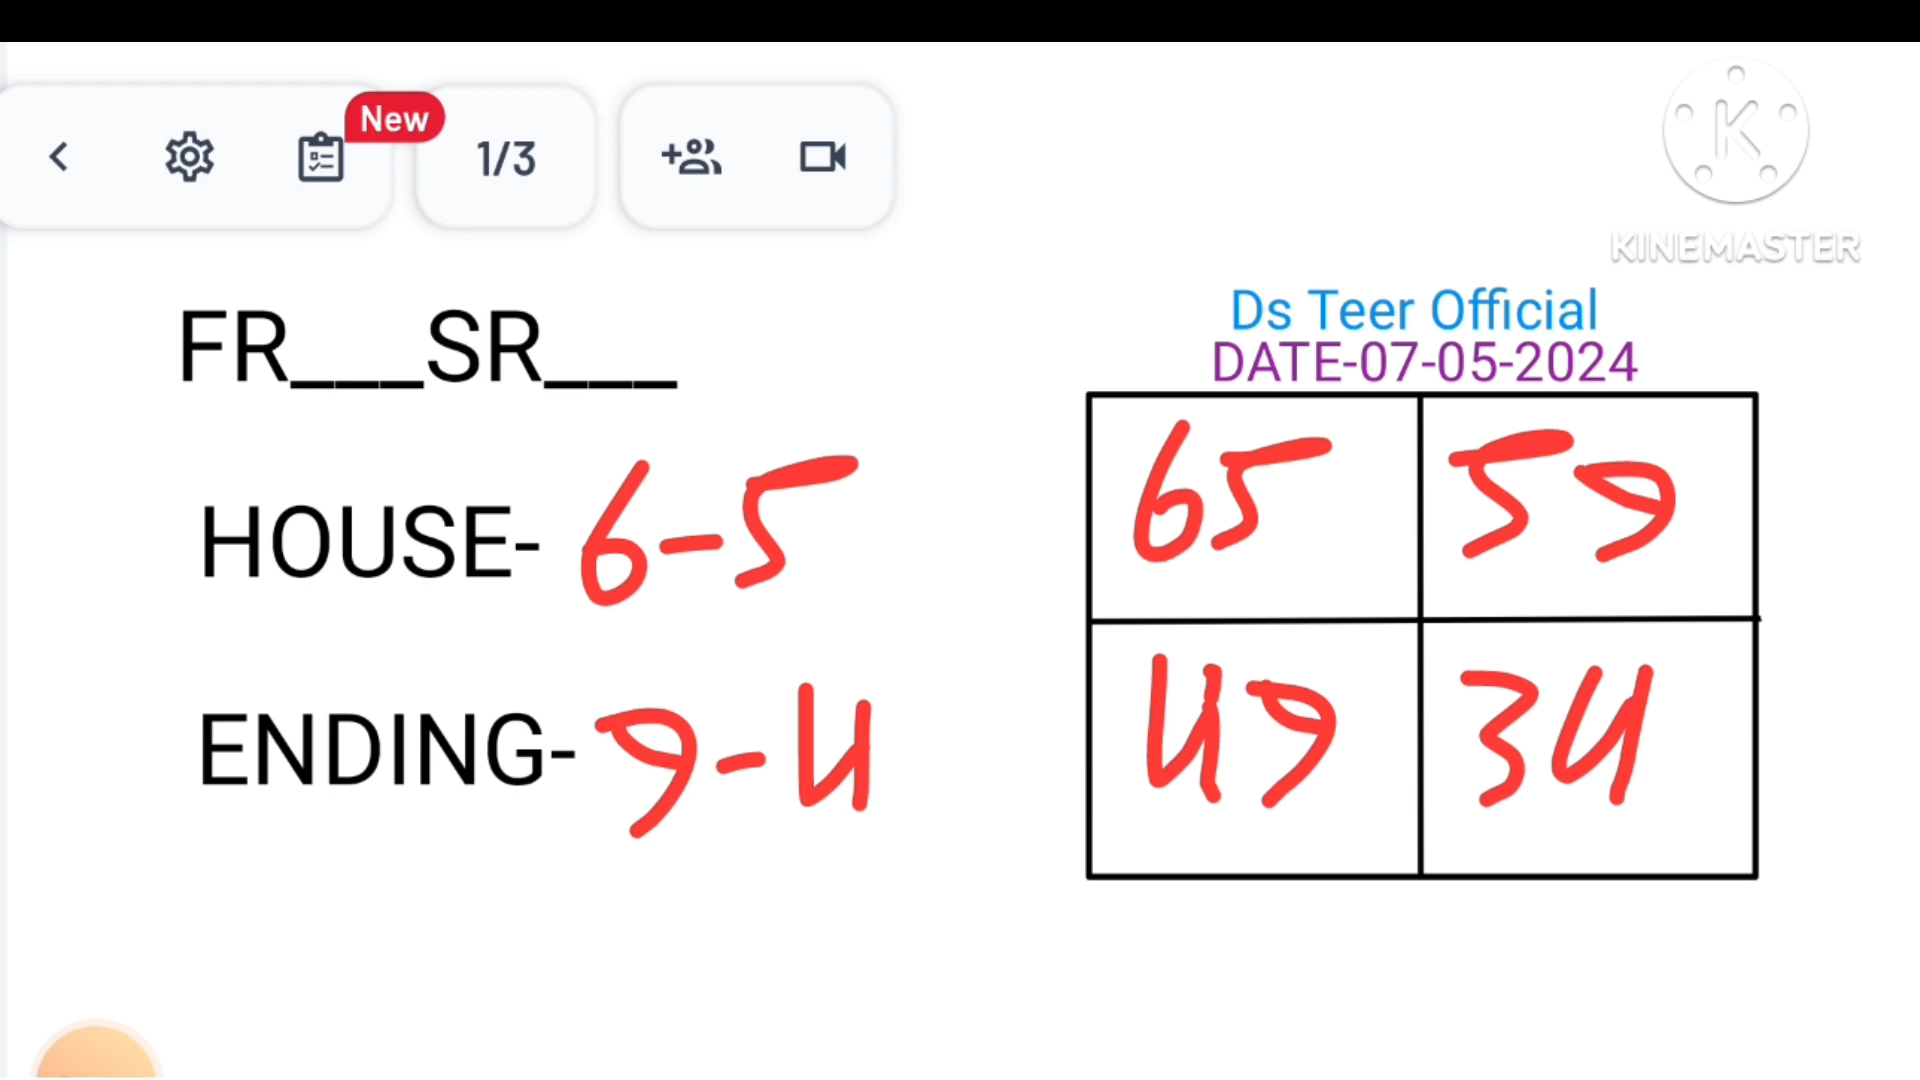 New
1/3
KINEMASTER
FR___SR___
HOUSE- 6-5
ENDING- 9-4
Ds Teer Official
DATE-07-05-2024
65 59
49 34